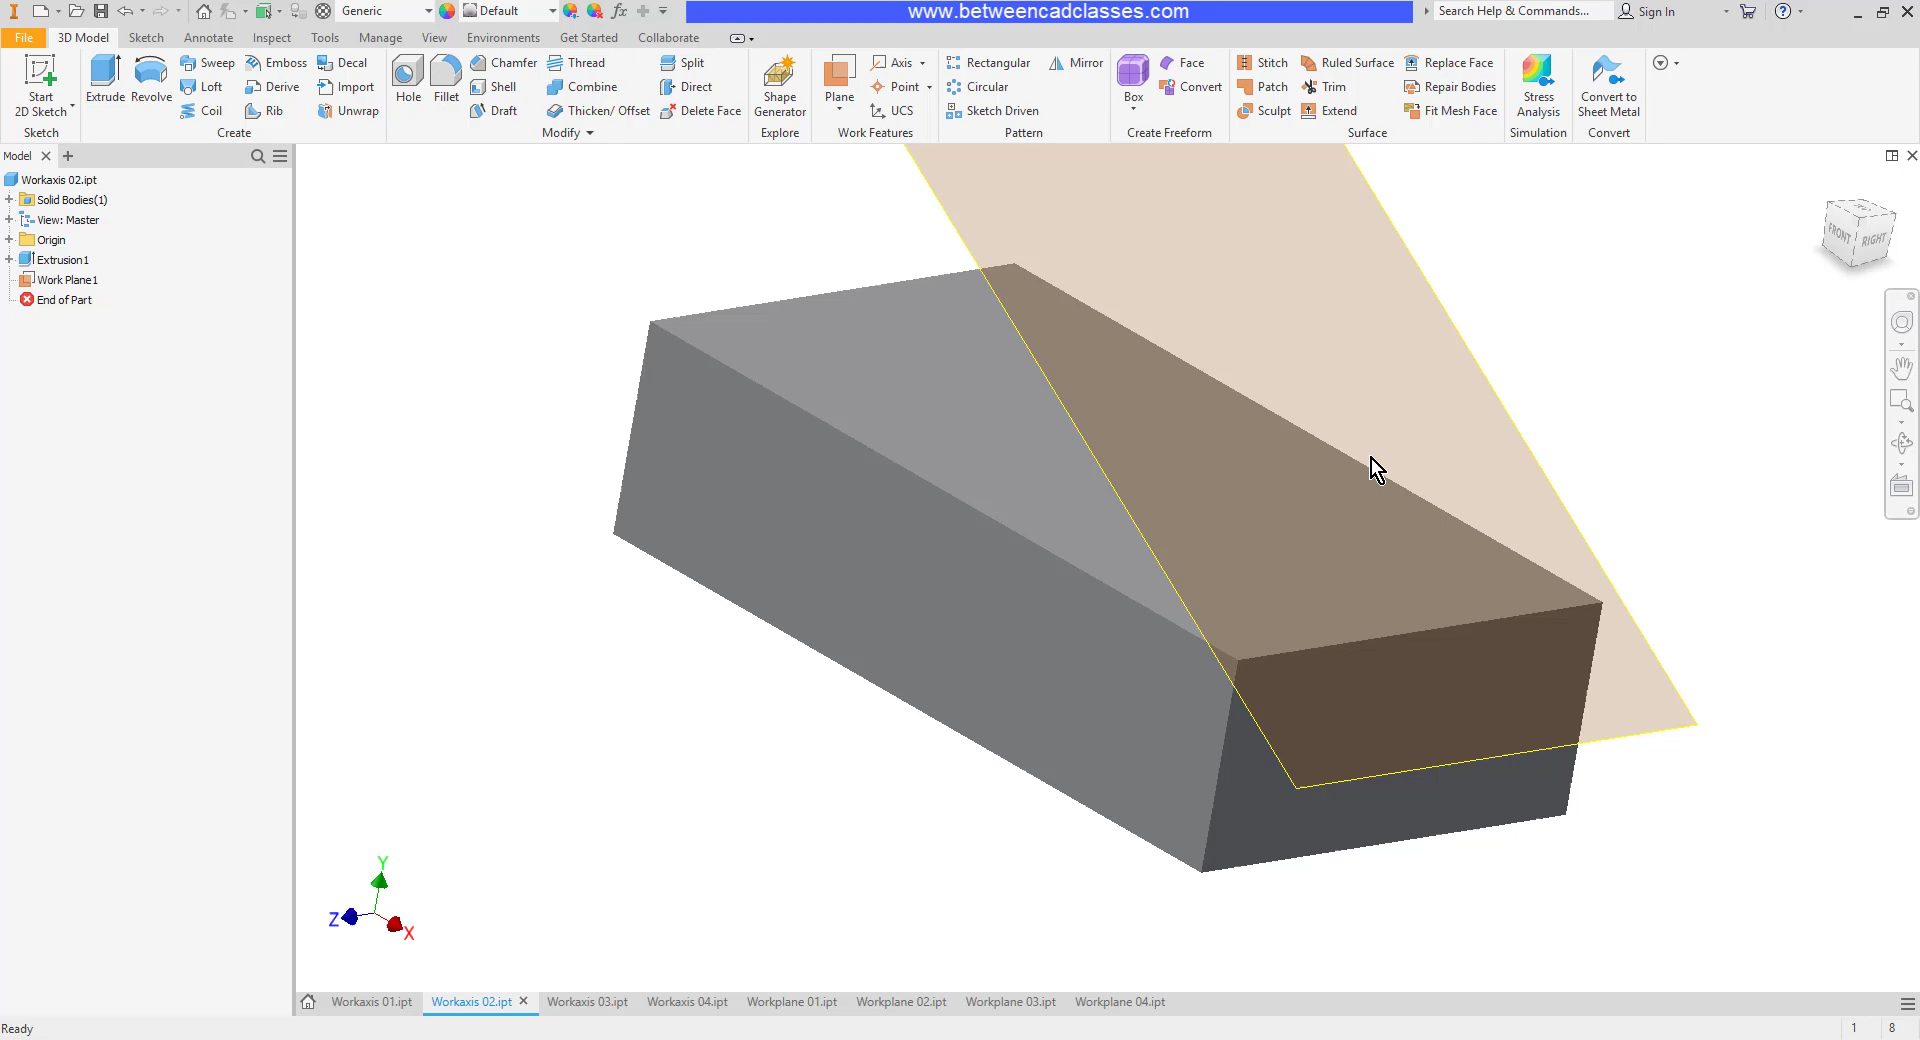 Generic
Default
www.betweencadclasses.com
Search Help & Commands...
Sign In
File
3D Model
Sketch
Annotate
Inspect
Tools
Manage
View
Environments
Get Started
Collaborate
Start
2D Sketch
Sketch
Extrude
Revolve
Sweep
Loft
Coil
Emboss
Derive
Rib
Decal
Import
Unwrap
Create
Hole
Fillet
Chamfer
Shell
Draft
Thread
Combine
Thicken/ Offset
Split
Direct
Delete Face
Modify
Shape
Generator
Explore
Plane
Axis
Point
UCS
Work Features
Rectangular
Circular
Sketch Driven
Mirror
Pattern
Box
Face
Convert
Create Freeform
Stitch
Patch
Sculpt
Ruled Surface
Trim
Extend
Replace Face
Repair Bodies
Fit Mesh Face
Surface
Stress
Analysis
Simulation
Convert to
Sheet Metal
Convert
Model
Workaxis 02.ipt
Solid Bodies(1)
View: Master
Origin
Extrusion1
Work Plane1
End of Part
FRONT
RIGHT
Y
Z
X
Workaxis 01.ipt
Workaxis 02.ipt
Workaxis 03.ipt
Workaxis 04.ipt
Workplane 01.ipt
Workplane 02.ipt
Workplane 03.ipt
Workplane 04.ipt
Ready
1
8